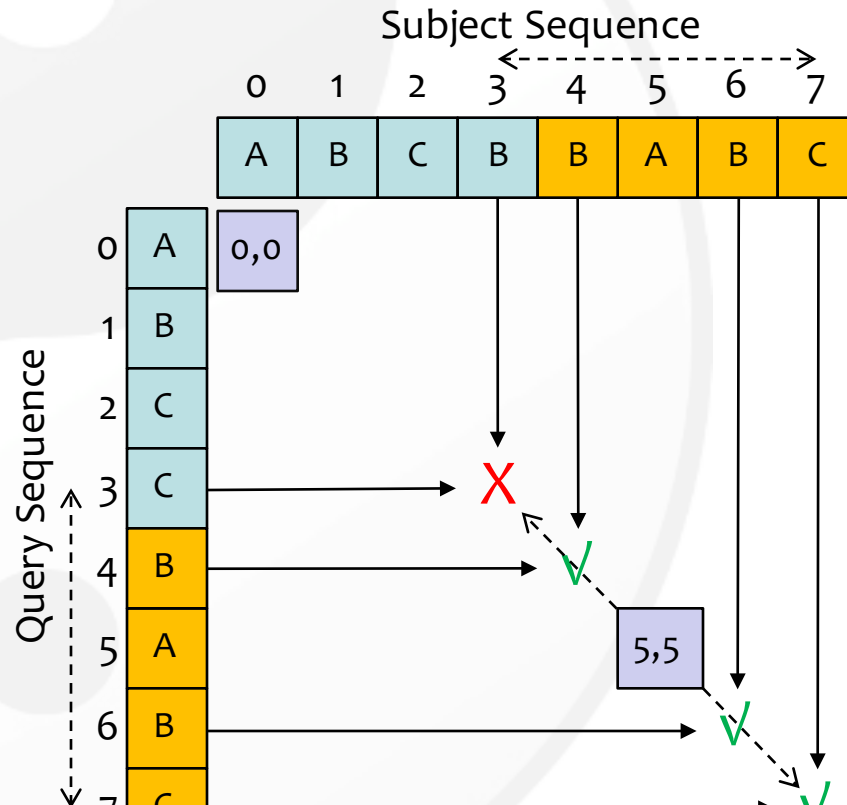 Subject Sequence
0 1 2 3 4 5 6 7
A B C B B A B C
0 A 0,0
1 B
2 C
3 C X
4 B √
5 A 5,5
6 B √
7 C √
Query Sequence